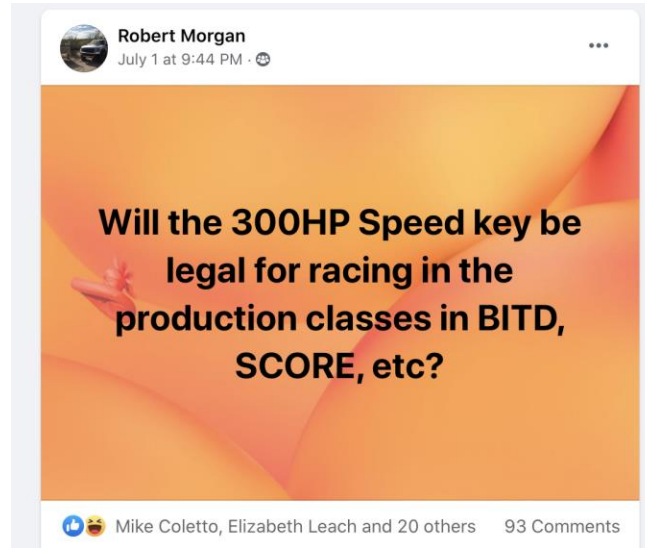 Robert Morgan
July 1 at 9:44 PM ·
Will the 300HP Speed key be
legal for racing in the
production classes in BITD,
SCORE, etc?
Mike Coletto, Elizabeth Leach and 20 others 93 Comments